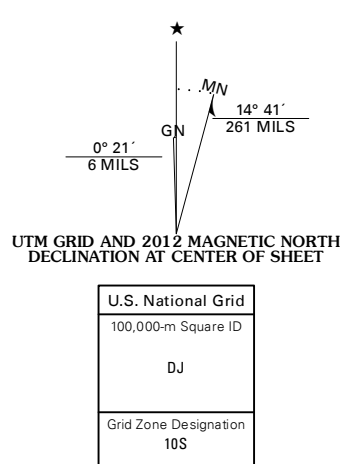 ★
MN
GN
14° 41´
261 MILS
0° 21´
6 MILS
UTM GRID AND 2012 MAGNETIC NORTH
DECLINATION AT CENTER OF SHEET
U.S. National Grid
100,000-m Square ID
DJ
Grid Zone Designation
10S